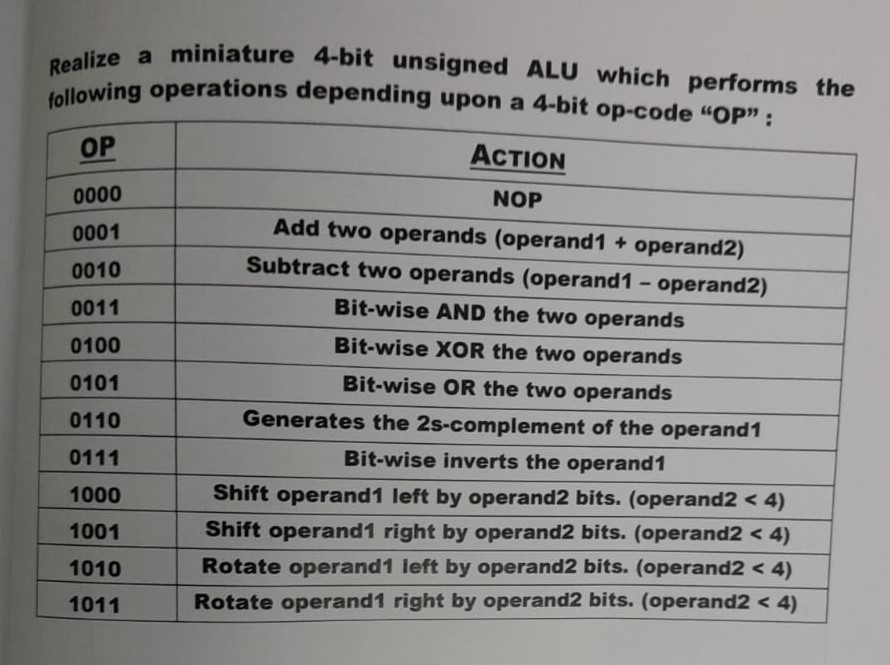 Realize a miniature 4-bit unsigned ALU which performs the
following operations depending upon a 4-bit op-code “OP” :
OP ACTION
0000 NOP
0001 Add two operands (operand1 + operand2)
0010 Subtract two operands (operand1 – operand2)
0011 Bit-wise AND the two operands
0100 Bit-wise XOR the two operands
0101 Bit-wise OR the two operands
0110 Generates the 2s-complement of the operand1
0111 Bit-wise inverts the operand1
1000 Shift operand1 left by operand2 bits. (operand2 < 4)
1001 Shift operand1 right by operand2 bits. (operand2 < 4)
1010 Rotate operand1 left by operand2 bits. (operand2 < 4)
1011 Rotate operand1 right by operand2 bits. (operand2 < 4)